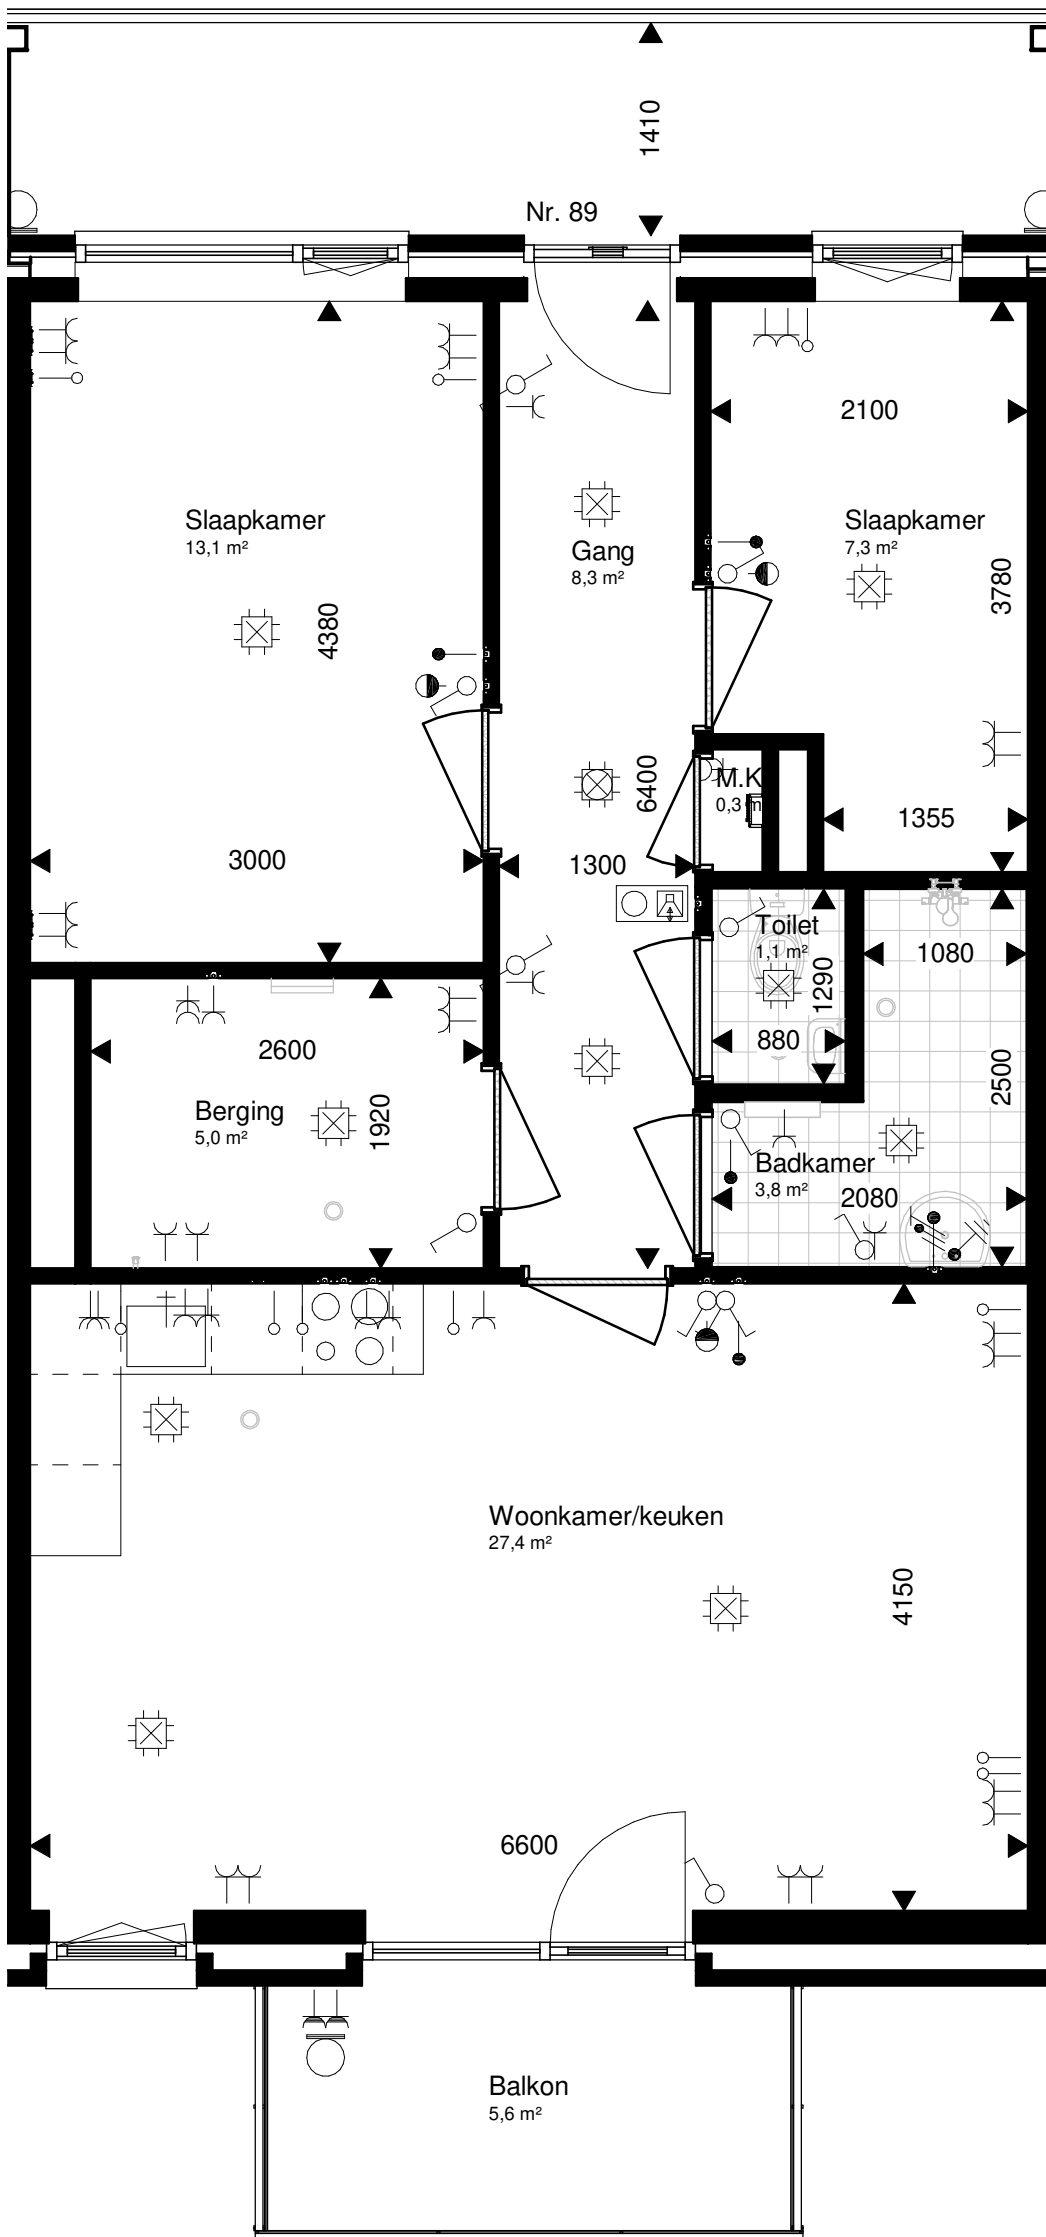 1410
Nr. 89
2100
Slaapkamer
13,1 m²
Gang
8,3 m²
Slaapkamer
7,3 m²
3780
4380
6400
M.K
0,3 m
1355
3000
1300
Toilet
1,1 m²
1290
1080
880
2500
2600
Berging
5,0 m²
1920
Badkamer
3,8 m²
2080
Woonkamer/keuken
27,4 m²
4150
6600
Balkon
5,6 m²